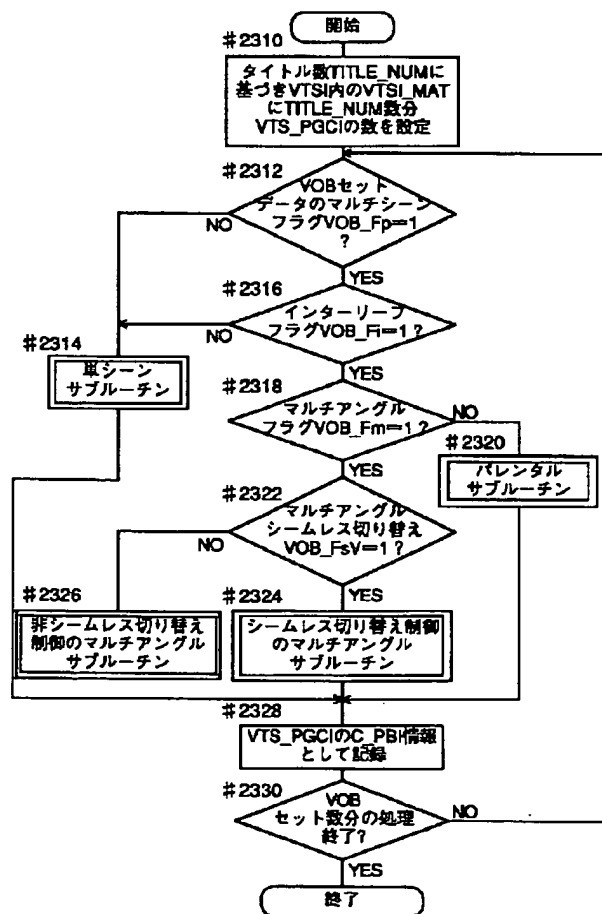 開始
#2310
タイトル数TITLE_NUMに
基づきVTSI内のVTSI_MAT
にTITLE_NUM数分
VTS_PGCIの数を設定
#2312
VOBセット
データのマルチシーン
フラグVOB_Fp=1
?
NO
YES
#2316
インターリーブ
フラグVOB_Fi=1?
NO
YES
#2314
単シーン
サブルーチン
#2318
マルチアングル
フラグVOB_Fm=1?
NO
YES
#2320
パレンタル
サブルーチン
#2322
マルチアングル
シームレス切り替え
VOB_FsV=1?
NO
YES
#2326
非シームレス切り替え
制御のマルチアングル
サブルーチン
#2324
シームレス切り替え制御
のマルチアングル
サブルーチン
#2328
VTS_PGCIのC_PBI情報
として記録
#2330
VOB
セット数分の処理
終了?
NO
YES
終了